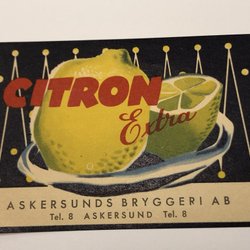 CITRON
Extra
ASKERSUNDS BRYGGERI AB
Tel. 8 ASKERSUND Tel. 8